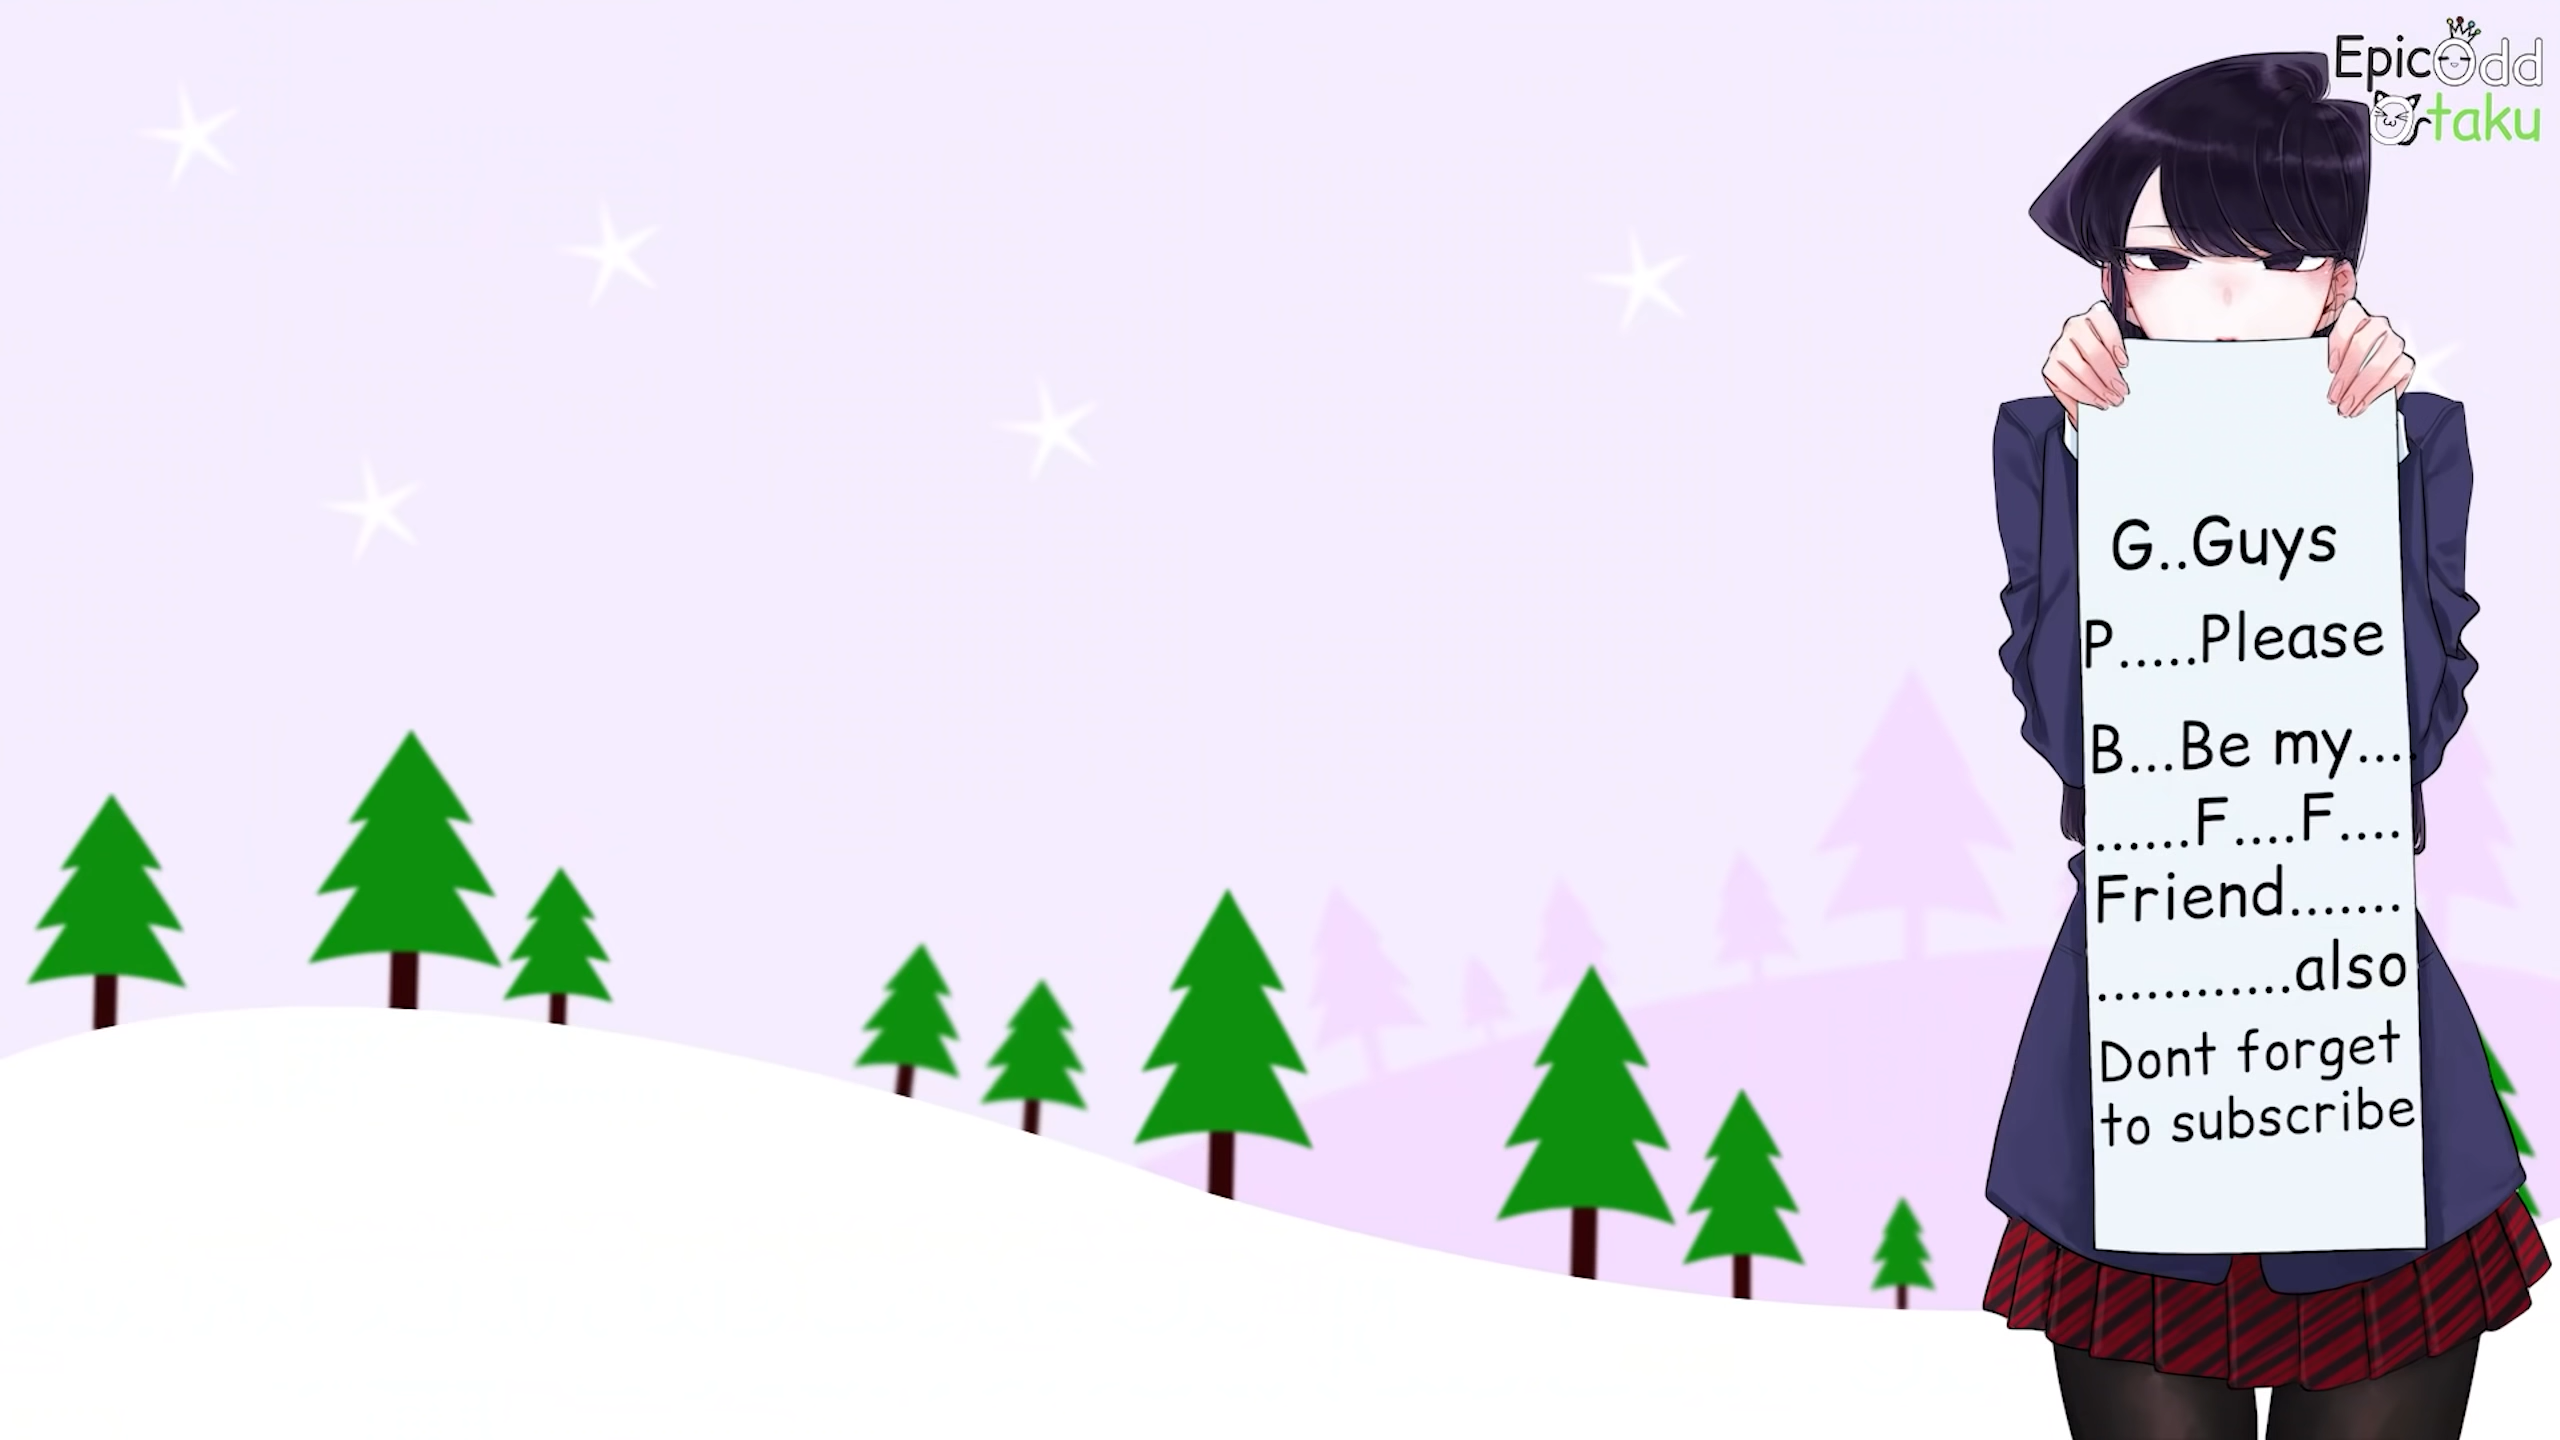 EpicOdd
Otaku
G..Guys
P.....Please
B...Be my....
......F....F....
Friend.......
............also
Dont forget
to subscribe